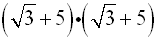 (√3 + 5)•(√3 + 5)